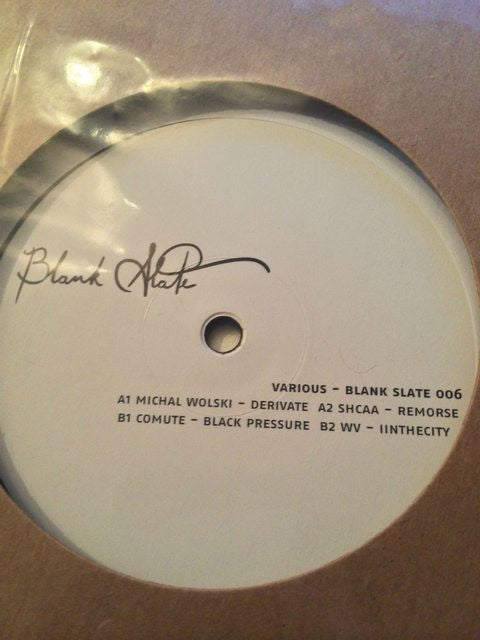 Blank Slate
VARIOUS – BLANK SLATE 006
A1 MICHAL WOLSKI – DERIVATE A2 SHCAA – REMORSE
B1 COMUTE – BLACK PRESSURE B2 WV – IINTHECITY